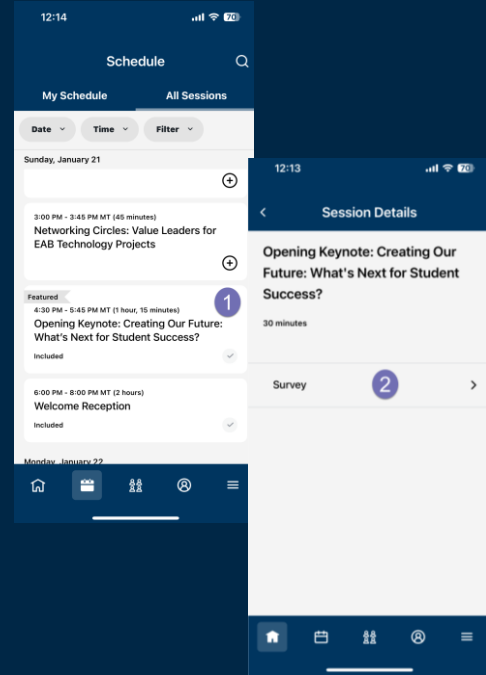 12:14
70
Schedule
My Schedule
All Sessions
Date
Time
Filter
Sunday, January 21
3:00 PM - 3:45 PM MT (45 minutes)
Networking Circles: Value Leaders for
EAB Technology Projects
Featured
4:30 PM - 5:45 PM MT (1 hour, 15 minutes)
1
Opening Keynote: Creating Our Future:
What's Next for Student Success?
Included
6:00 PM - 8:00 PM MT (2 hours)
Welcome Reception
Included
Monday, January 22
12:13
70
Session Details
Opening Keynote: Creating Our
Future: What's Next for Student
Success?
30 minutes
Survey
2